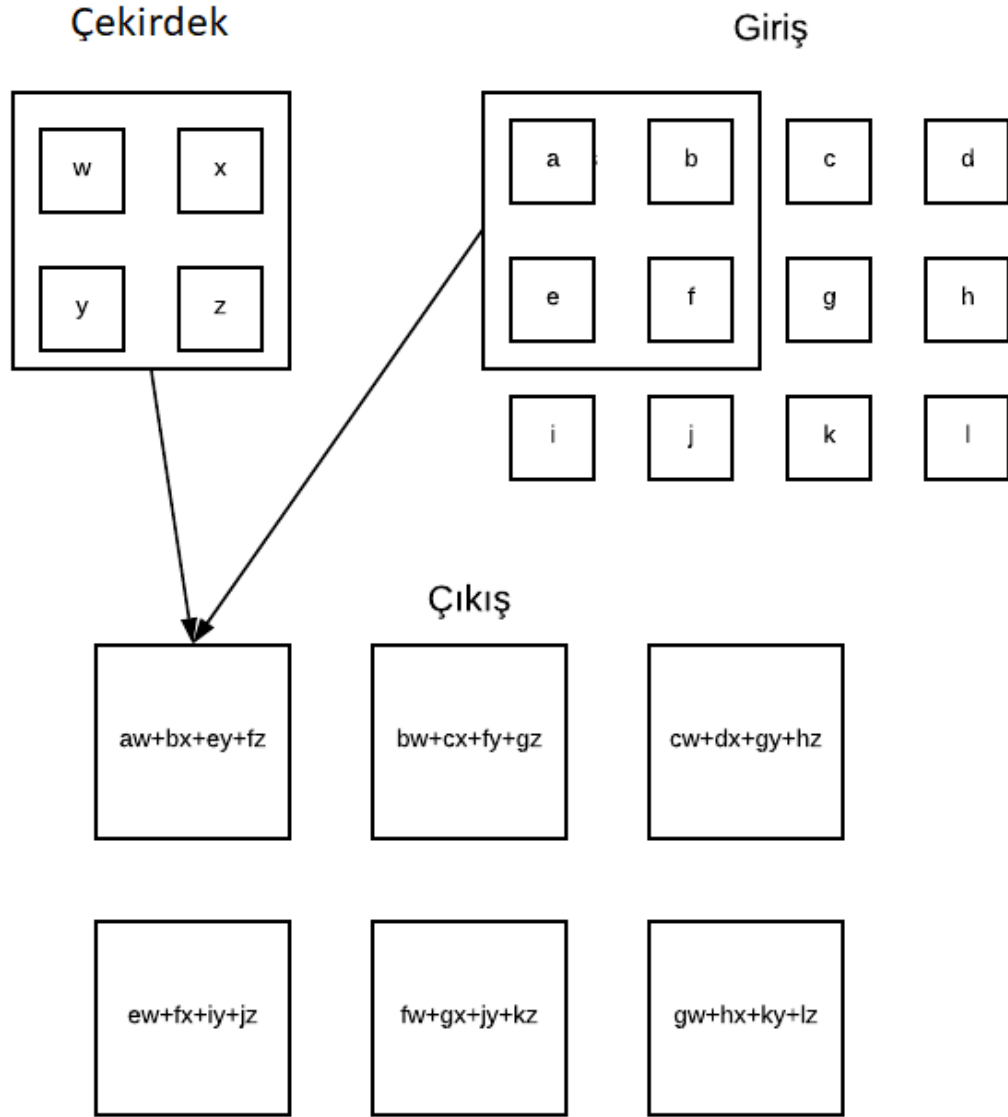 Çekirdek
Giriş
w x
a b c d
y z
e f g h
i j k l
Çıkış
aw+bx+ey+fz bw+cx+fy+gz cw+dx+gy+hz
ew+fx+iy+jz fw+gx+jy+kz gw+hx+ky+lz